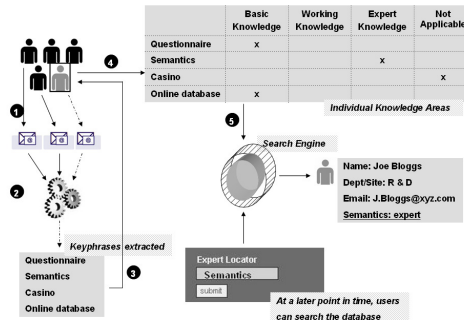 Basic Knowledge
Working Knowledge
Expert Knowledge
Not Applicable
Questionnaire x
Semantics x
Casino x
Online database x
Individual Knowledge Areas
4
1
5
Search Engine
2
Name: Joe Bloggs
Dept/Site: R & D
Email: J.Bloggs@xyz.com
Semantics: expert
Keyphrases extracted
3
Questionnaire
Semantics
Casino
Online database
Expert Locator
Semantics
submit
At a later point in time, users
can search the database